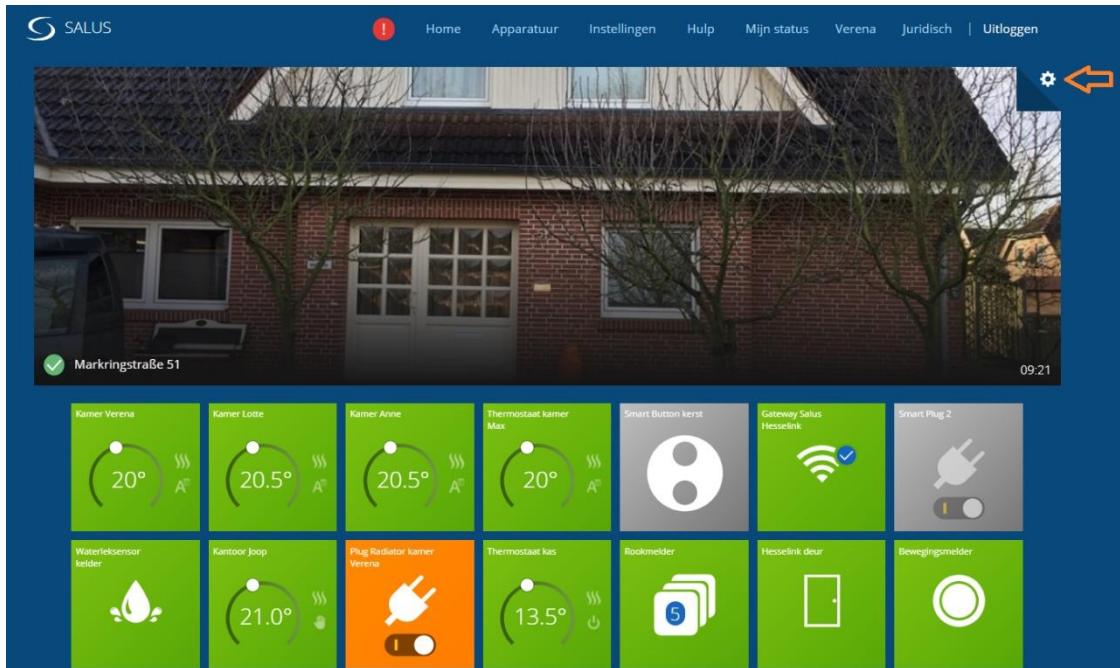 SALUS
! Home Apparatuur Instellingen Hulp Mijn status Verena Juridisch | Uitloggen
Markringstraße 51
09:21
Kamer Verena
20°
A
Kamer Lotte
20.5°
A
Kamer Anne
20.5°
A
Thermostaat kamer
Max
20°
A
Smart Button kerst
Gateway Salus
Hesselink
Smart Plug 2
Waterleksensor
kelder
Kantoor Joop
21.0°
Plug Radiator kamer
Verena
Thermostaat kas
13.5°
Rookmelder
5
Hesselink deur
Bewegingsmelder